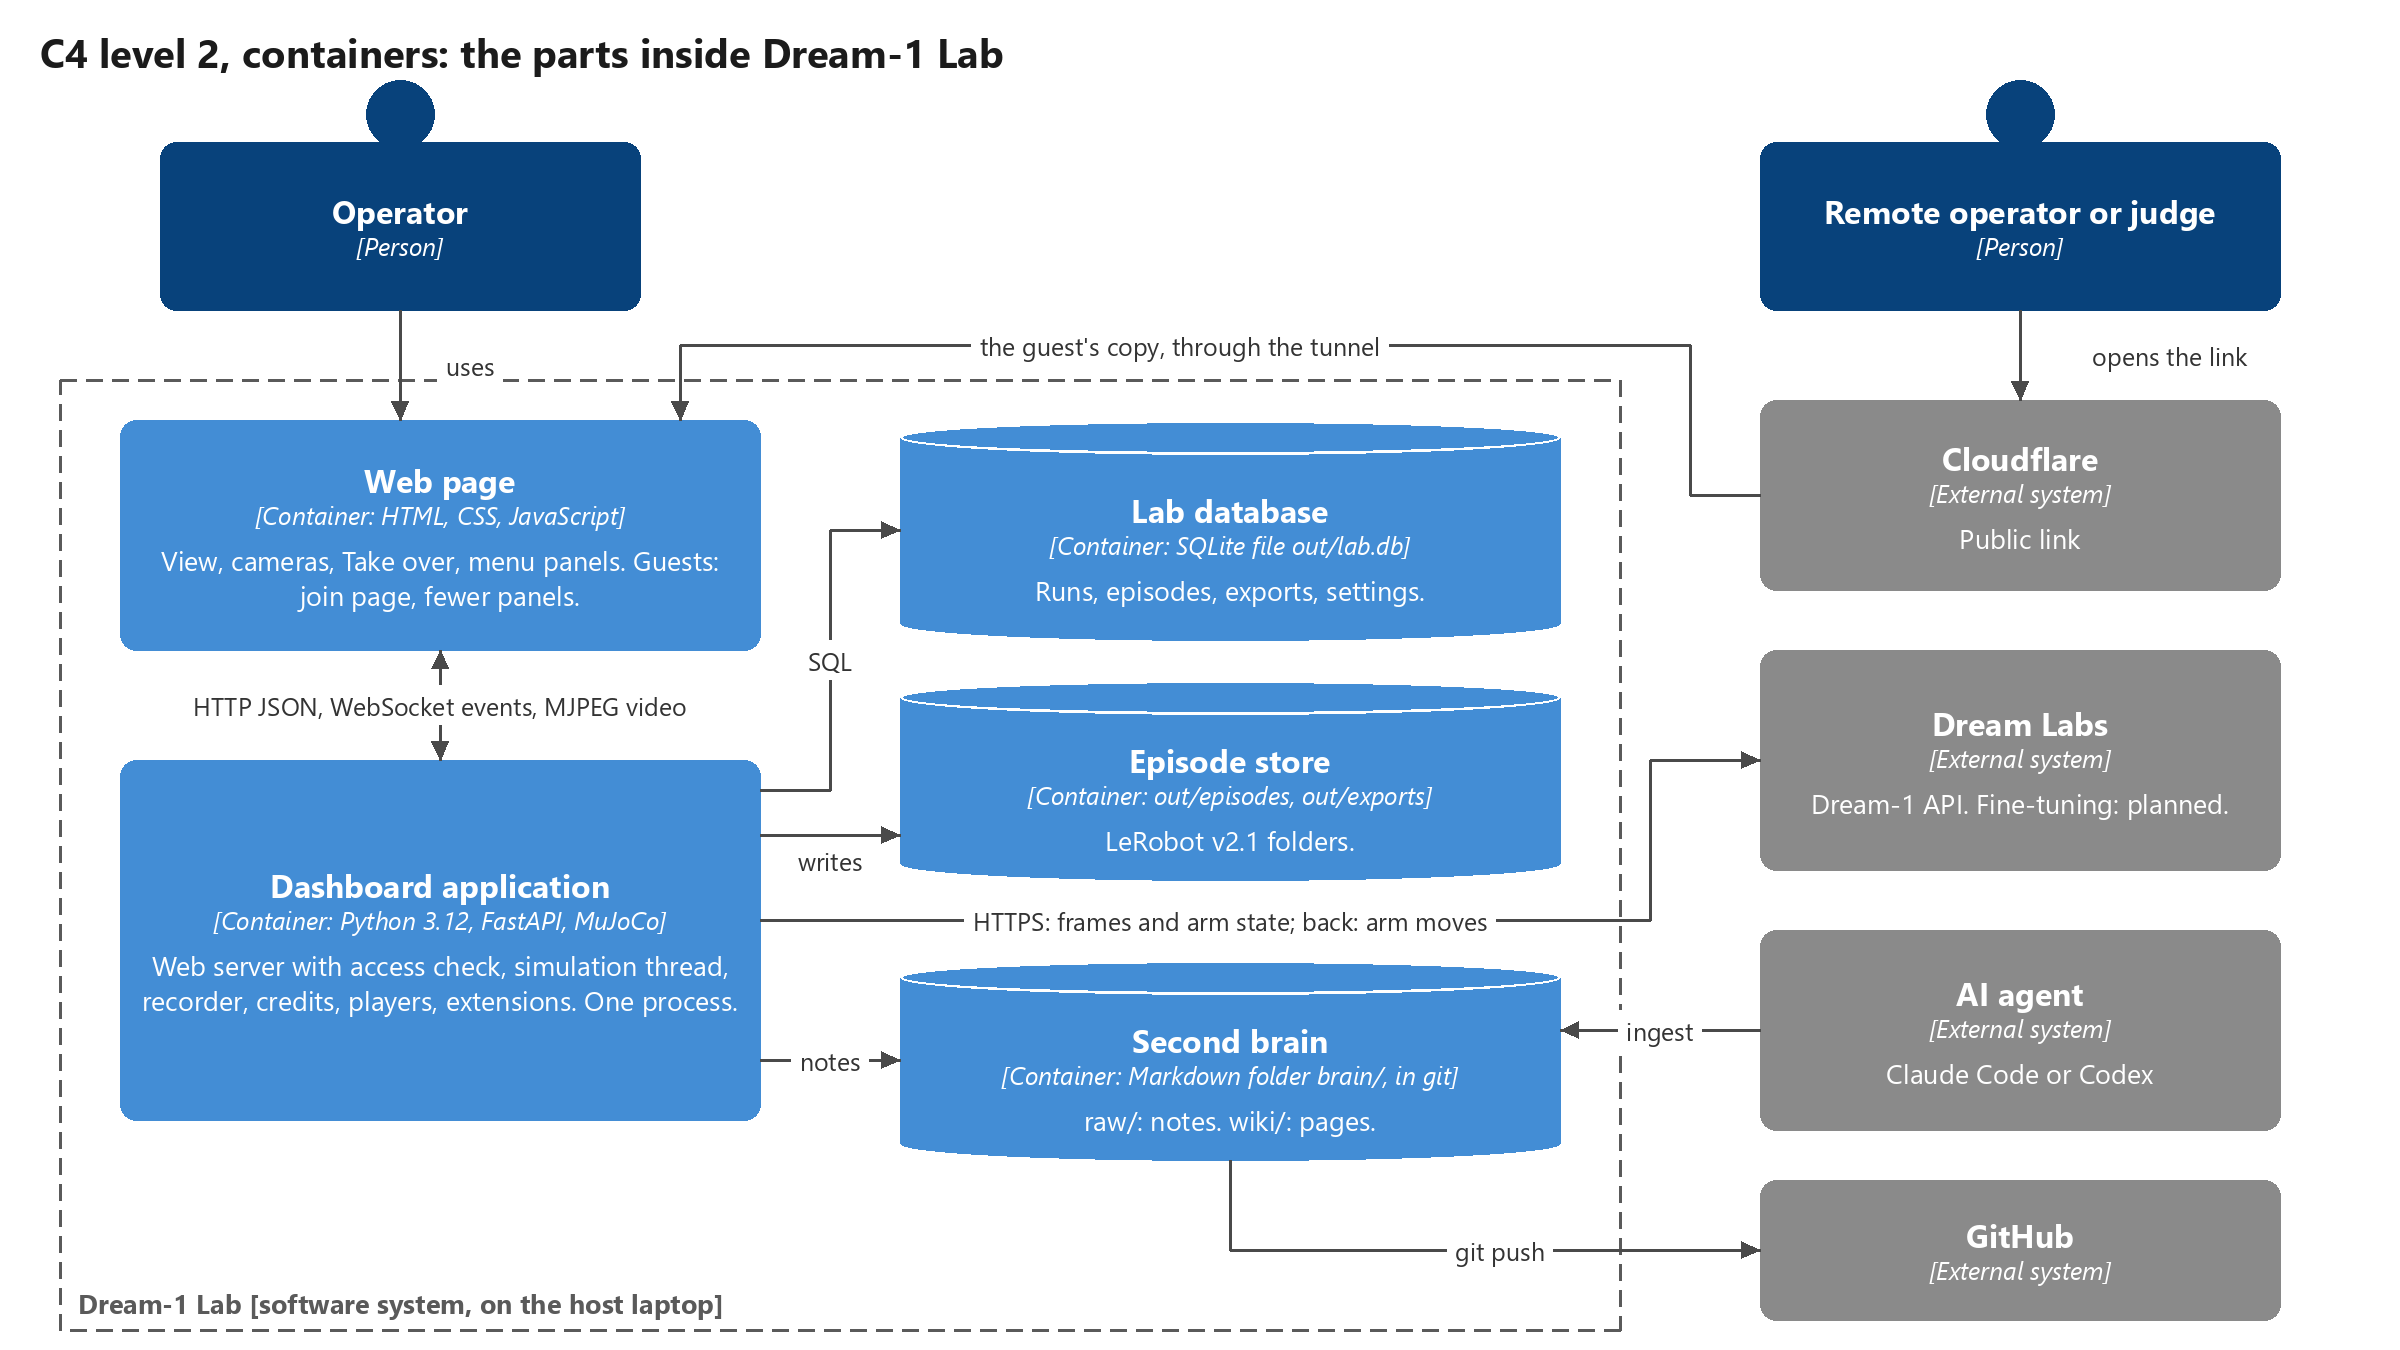 C4 level 2, containers: the parts inside Dream-1 Lab
Operator
[Person]
Remote operator or judge
[Person]
uses
the guest's copy, through the tunnel
opens the link
Web page
[Container: HTML, CSS, JavaScript]
View, cameras, Take over, menu panels. Guests:
join page, fewer panels.
Lab database
[Container: SQLite file out/lab.db]
Runs, episodes, exports, settings.
Cloudflare
[External system]
Public link
SQL
HTTP JSON, WebSocket events, MJPEG video
Episode store
[Container: out/episodes, out/exports]
LeRobot v2.1 folders.
Dream Labs
[External system]
Dream-1 API. Fine-tuning: planned.
writes
Dashboard application
[Container: Python 3.12, FastAPI, MuJoCo]
Web server with access check, simulation thread,
recorder, credits, players, extensions. One process.
HTTPS: frames and arm state; back: arm moves
notes
Second brain
[Container: Markdown folder brain/, in git]
raw/: notes. wiki/: pages.
ingest
AI agent
[External system]
Claude Code or Codex
git push
GitHub
[External system]
Dream-1 Lab [software system, on the host laptop]